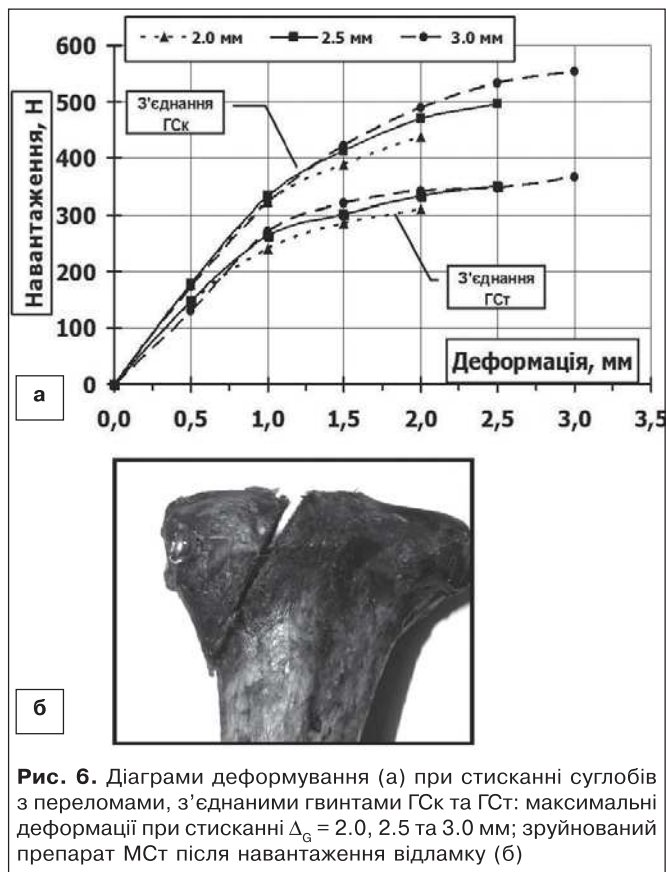 600
500
400
300
200
100
0
Навантаження, Н
2.0 мм 2.5 мм 3.0 мм
З'єднання
ГСк
З'єднання
ГСт
Деформація, мм
0,0 0,5 1,0 1,5 2,0 2,5 3,0 3,5
а
б
Рис. 6. Діаграми деформування (а) при стисканні суглобів
з переломами, з’єднаними гвинтами ГСк та ГСт: максимальні
деформації при стисканні Δ_G = 2.0, 2.5 та 3.0 мм; зруйнований
препарат МСт після навантаження відламку (б)